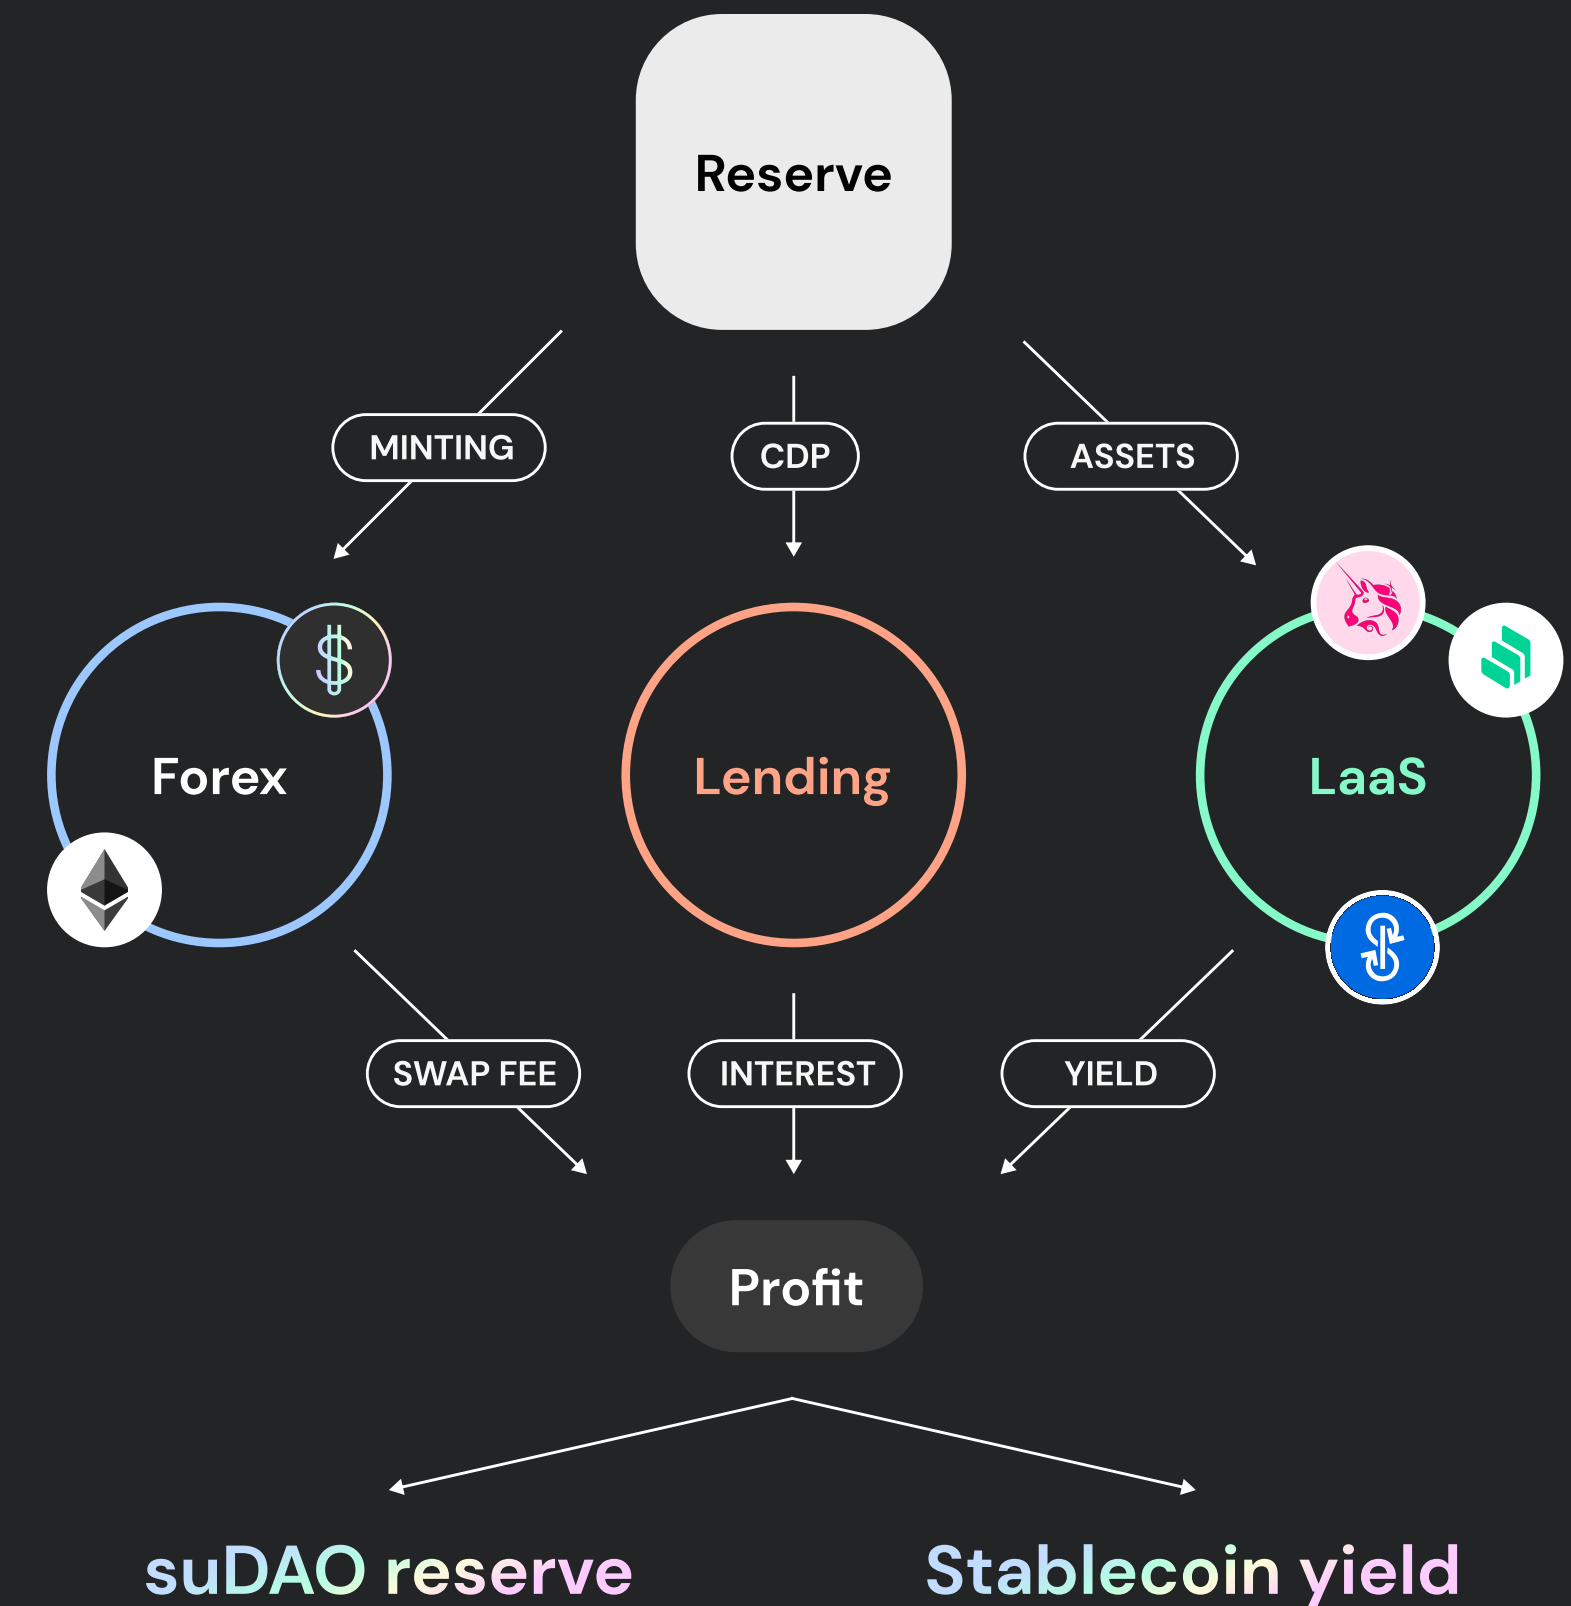 Reserve
MINTING
CDP
ASSETS
Forex
Lending
LaaS
SWAP FEE
INTEREST
YIELD
Profit
suDAO reserve
Stablecoin yield